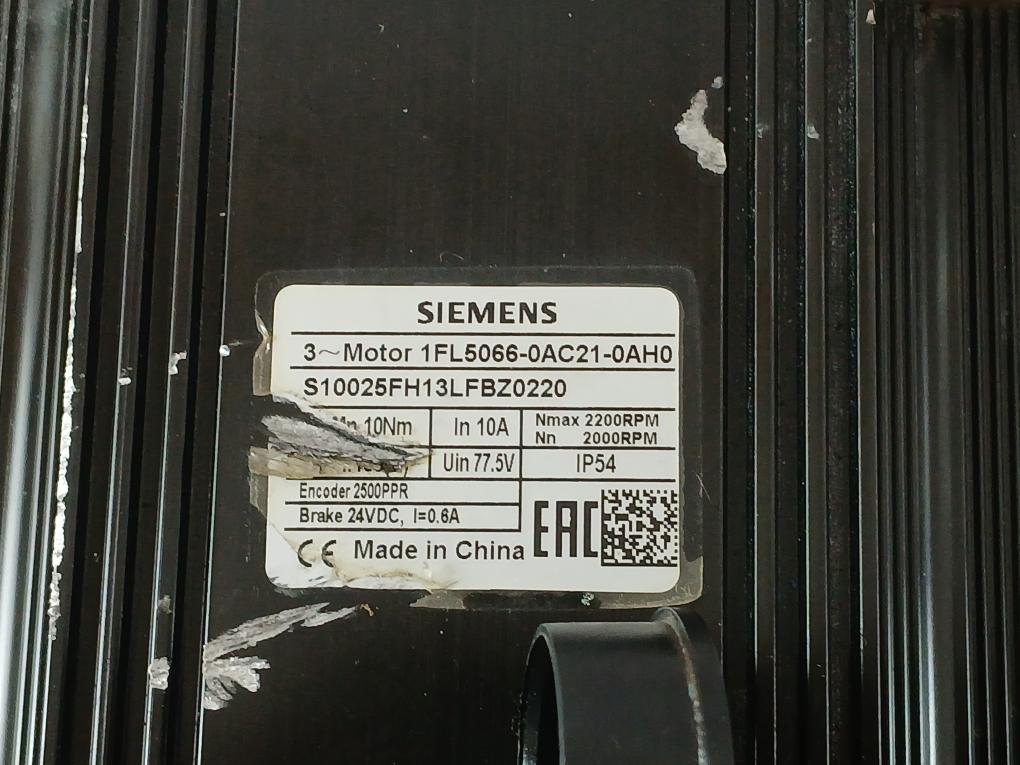 SIEMENS
3~Motor 1FL5066-0AC21-0AH0
S10025FH13LFBZ0220
10Nm In 10A Nmax 2200RPM
Nn 2000RPM
Uin 77.5V IP54
Encoder 2500PPR
Brake 24VDC, I=0.6A
CE Made in China EAC